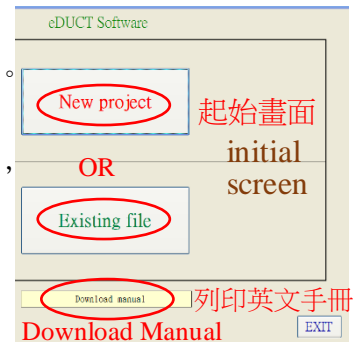 eDUCT Software
。
New project
起始畫面
initial
screen
,
OR
Existing file
Download manual
列印英文手冊
Download Manual
EXIT